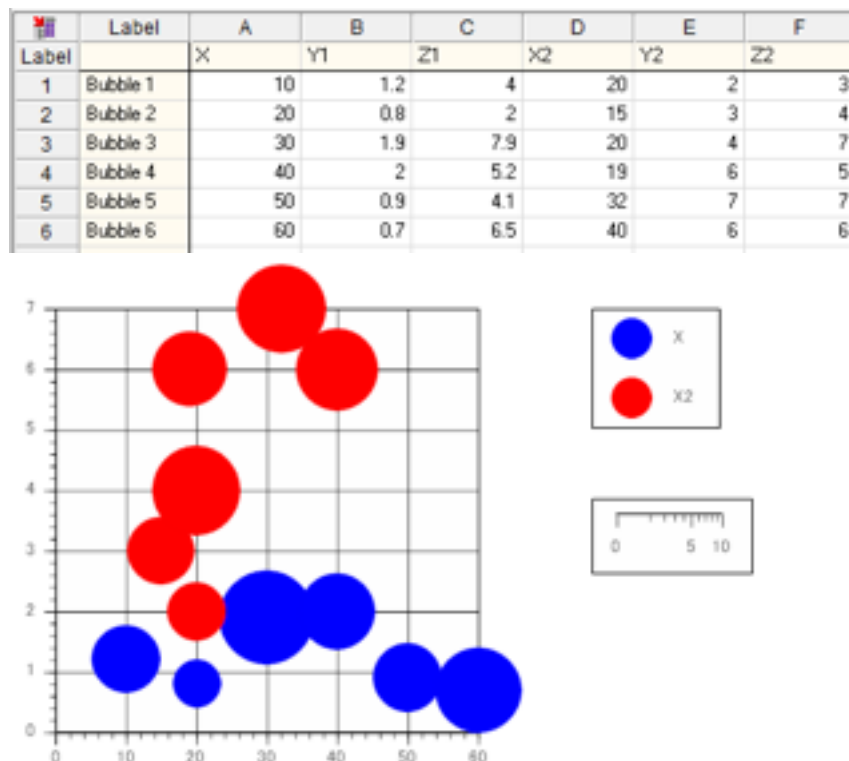 Label A B C D E F
Label X Y1 Z1 X2 Y2 Z2
1 Bubble 1 10 1.2 4 20 2 3
2 Bubble 2 20 0.8 2 15 3 4
3 Bubble 3 30 1.9 7.9 20 4 7
4 Bubble 4 40 2 5.2 19 6 5
5 Bubble 5 50 0.9 4.1 32 7 7
6 Bubble 6 60 0.7 6.5 40 6 6
7
6
5
4
3
2
1
0
0 10 20 30 40 50 60
X
X2
0 5 10